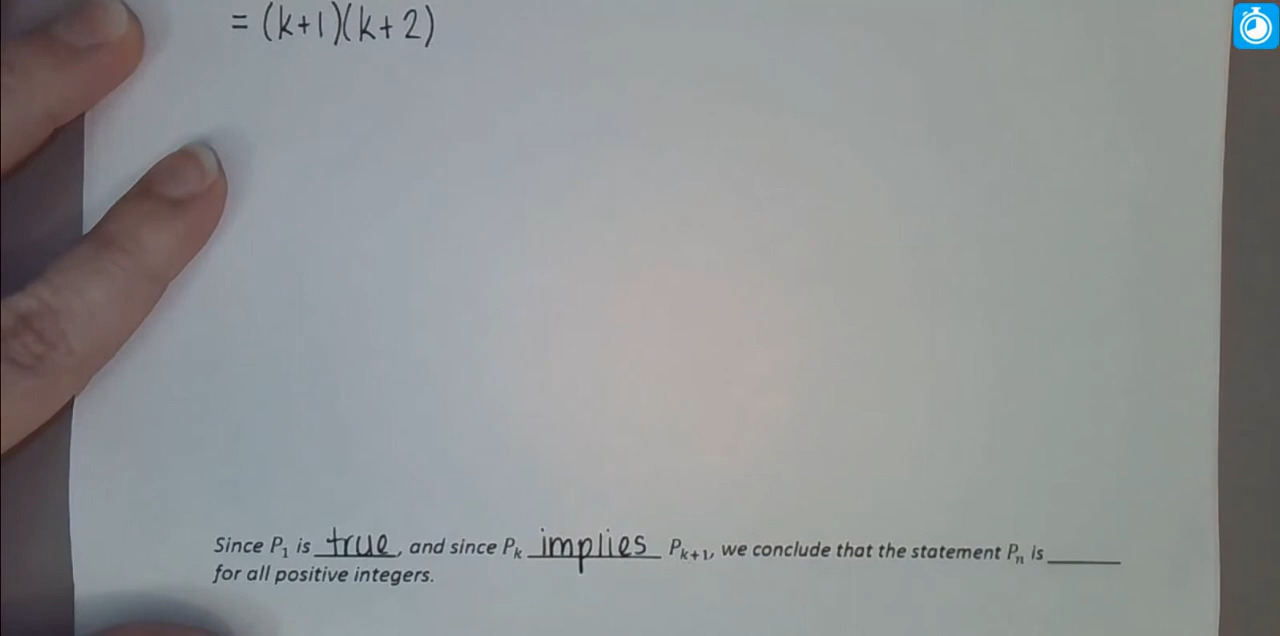 = (k+1)(k+2)
Since P₁ is true, and since Pₖ implies Pₖ₊₁, we conclude that the statement Pₙ is ______
for all positive integers.